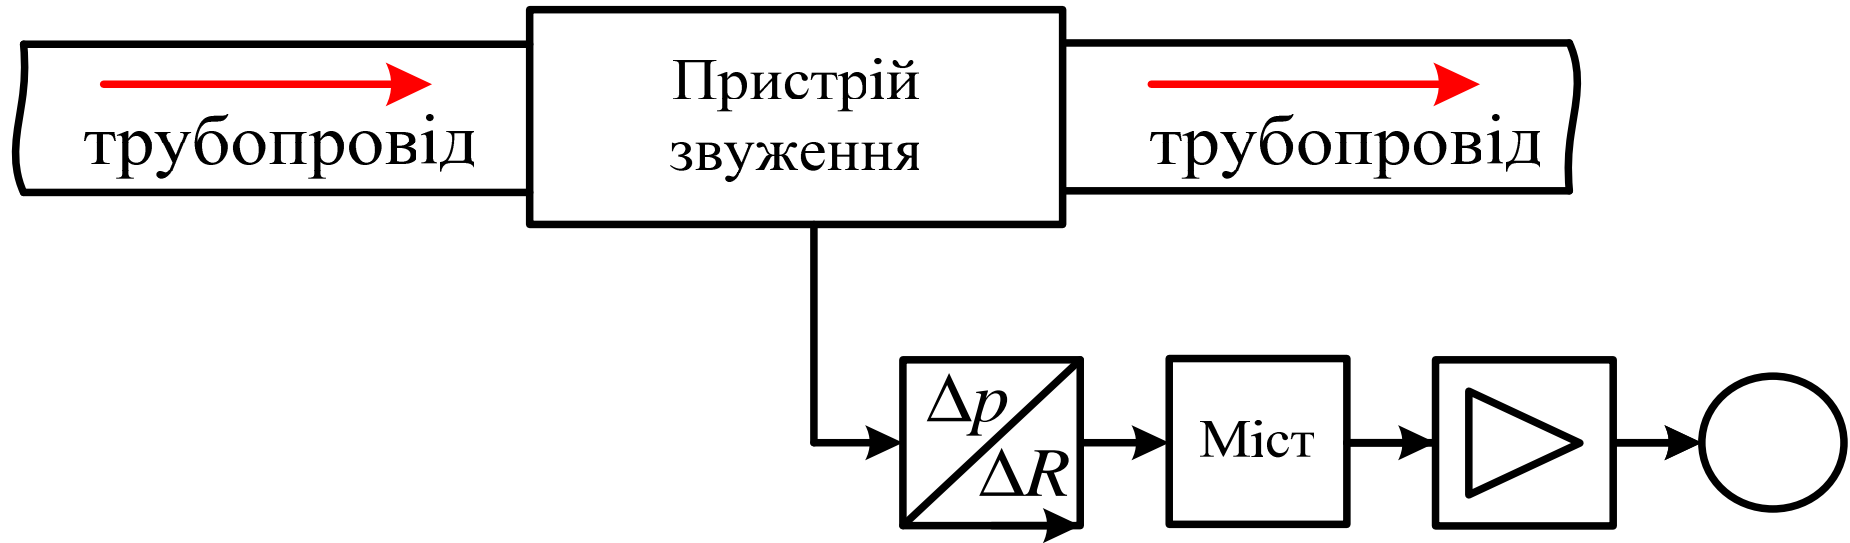 трубопровід
Пристрій
звуження
трубопровід
Δp
ΔR
Міст